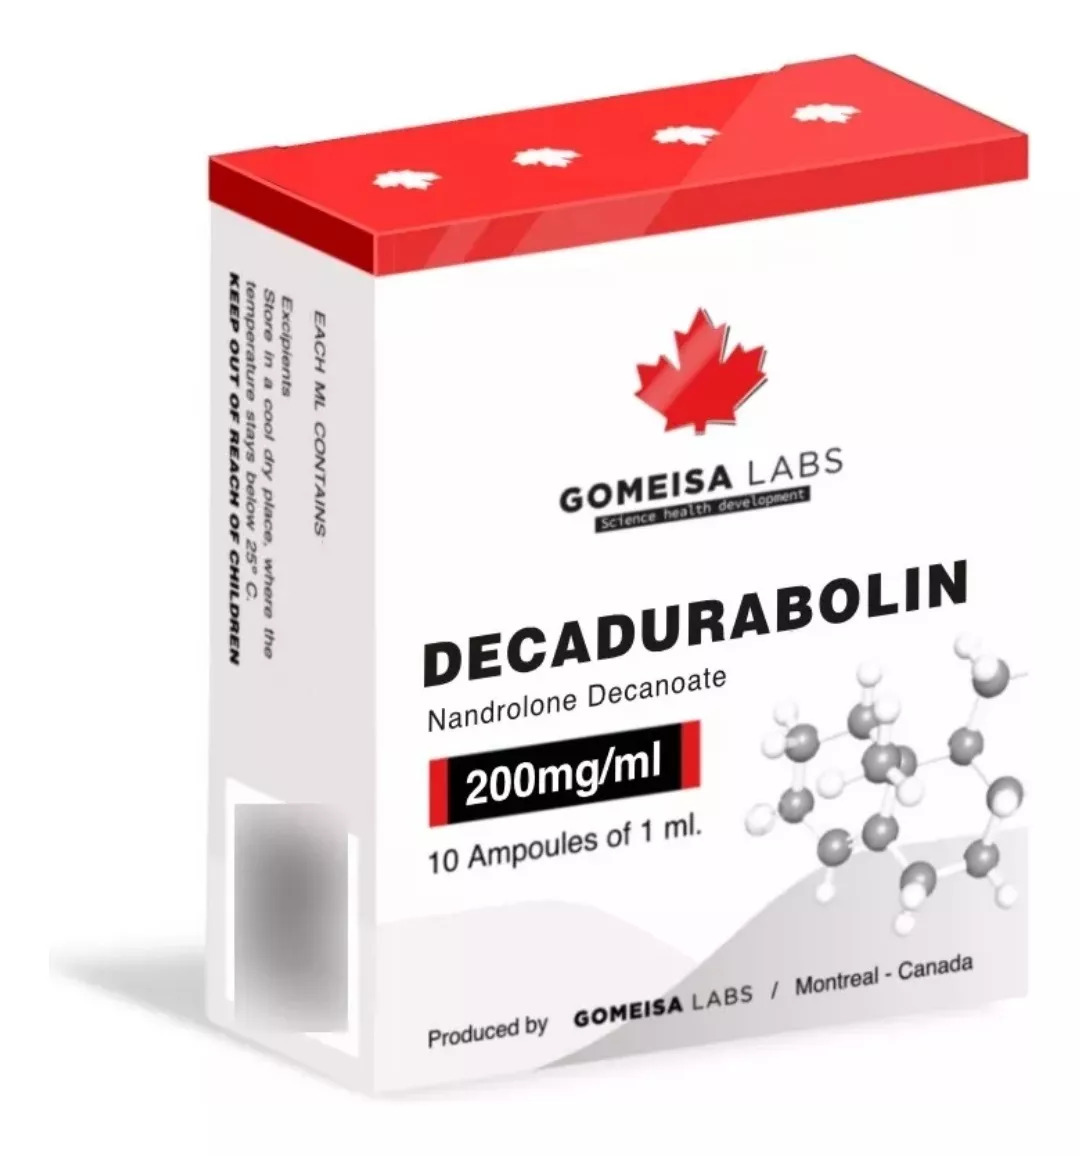 GOMEISA LABS
Science health development
DECADURABOLIN
Nandrolone Decanoate
200mg/ml
10 Ampoules of 1 ml.
Produced by GOMEISA LABS / Montreal - Canada
EACH ML CONTAINS
Excipients
Store in a cool dry place, where the
temperature stays below 25° C.
KEEP OUT OF REACH OF CHILDREN